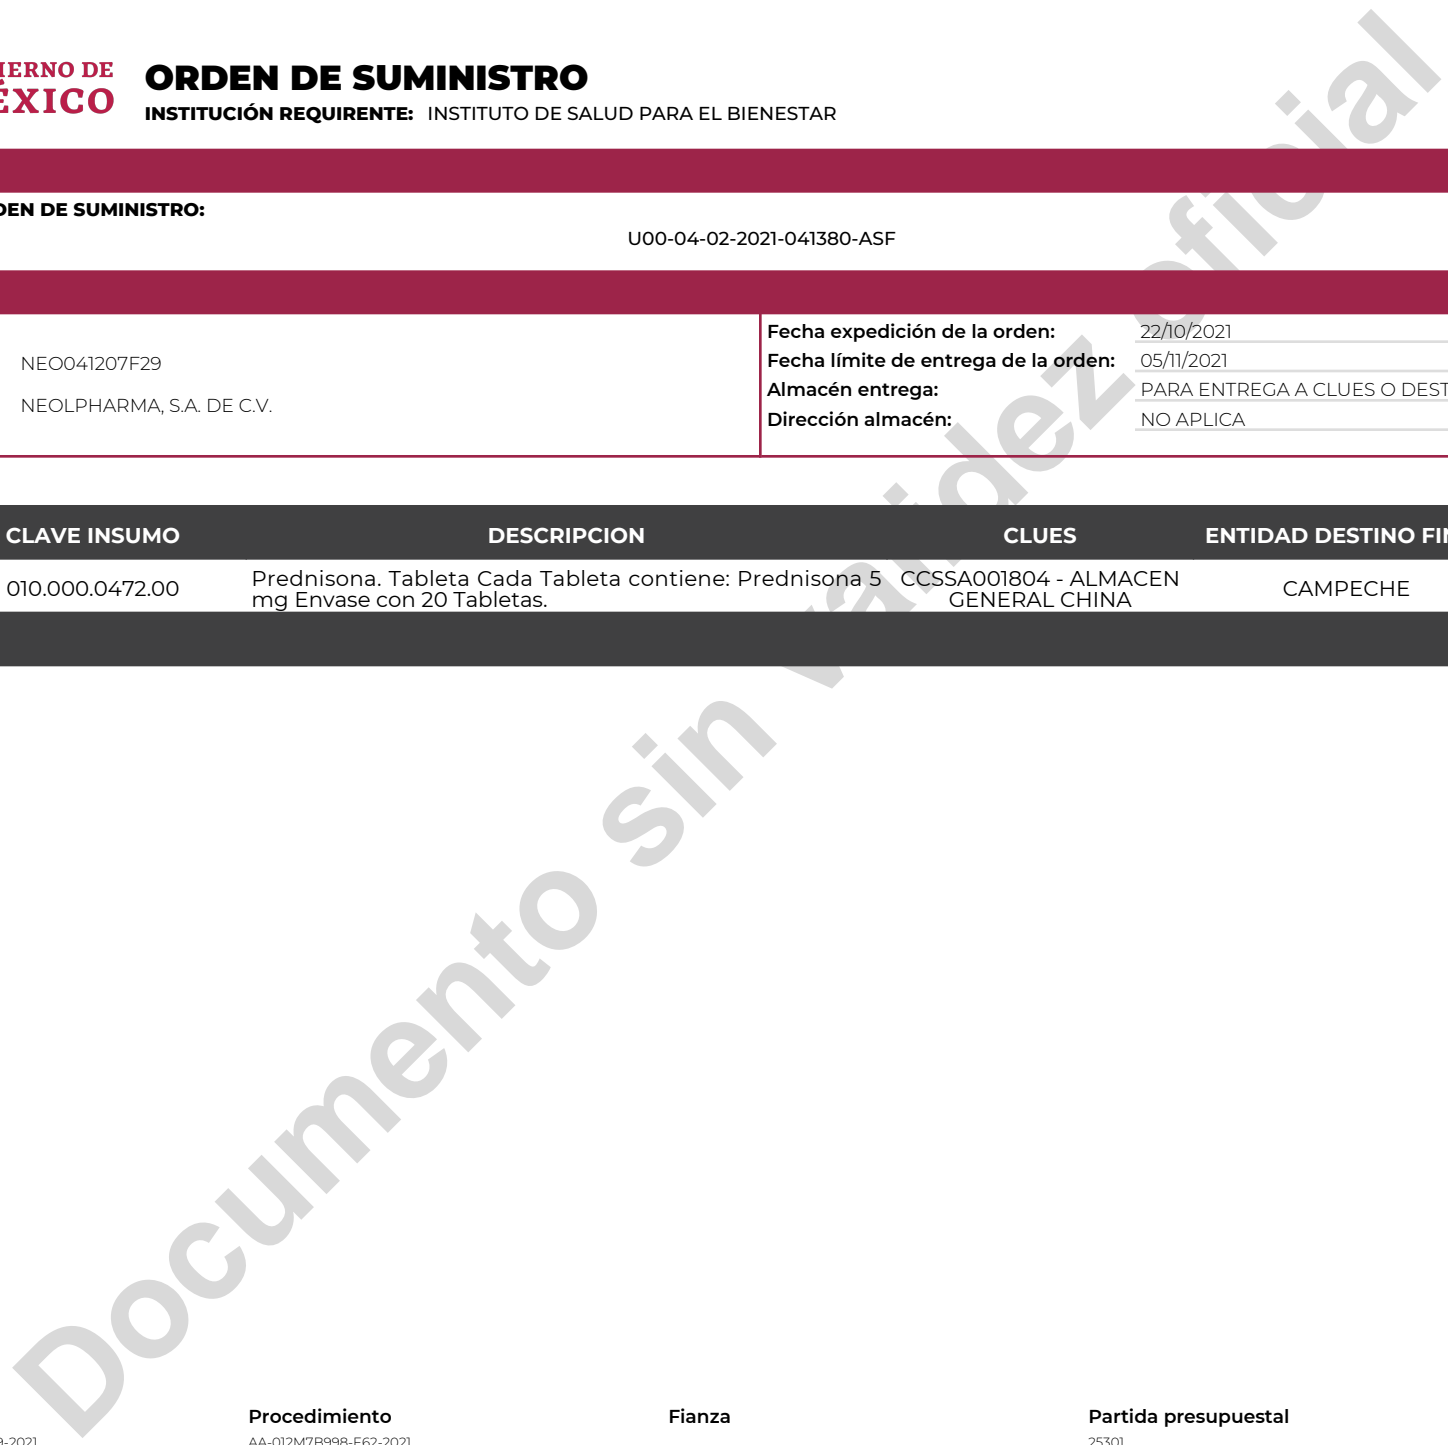 IERNO DE
ÉXICO
ORDEN DE SUMINISTRO
INSTITUCIÓN REQUIRENTE: INSTITUTO DE SALUD PARA EL BIENESTAR
DEN DE SUMINISTRO:
U00-04-02-2021-041380-ASF
NEO041207F29
NEOLPHARMA, S.A. DE C.V.
Fecha expedición de la orden: 22/10/2021
Fecha límite de entrega de la orden: 05/11/2021
Almacén entrega: PARA ENTREGA A CLUES O DEST
Dirección almacén: NO APLICA
CLAVE INSUMO DESCRIPCION CLUES ENTIDAD DESTINO FIN
010.000.0472.00 Prednisona. Tableta Cada Tableta contiene: Prednisona 5 CCSSA001804 - ALMACEN CAMPECHE
mg Envase con 20 Tabletas. GENERAL CHINA
Documento sin validez oficial
Procedimiento Fianza Partida presupuestal
9-2021 AA-012M7B998-E62-2021 25301